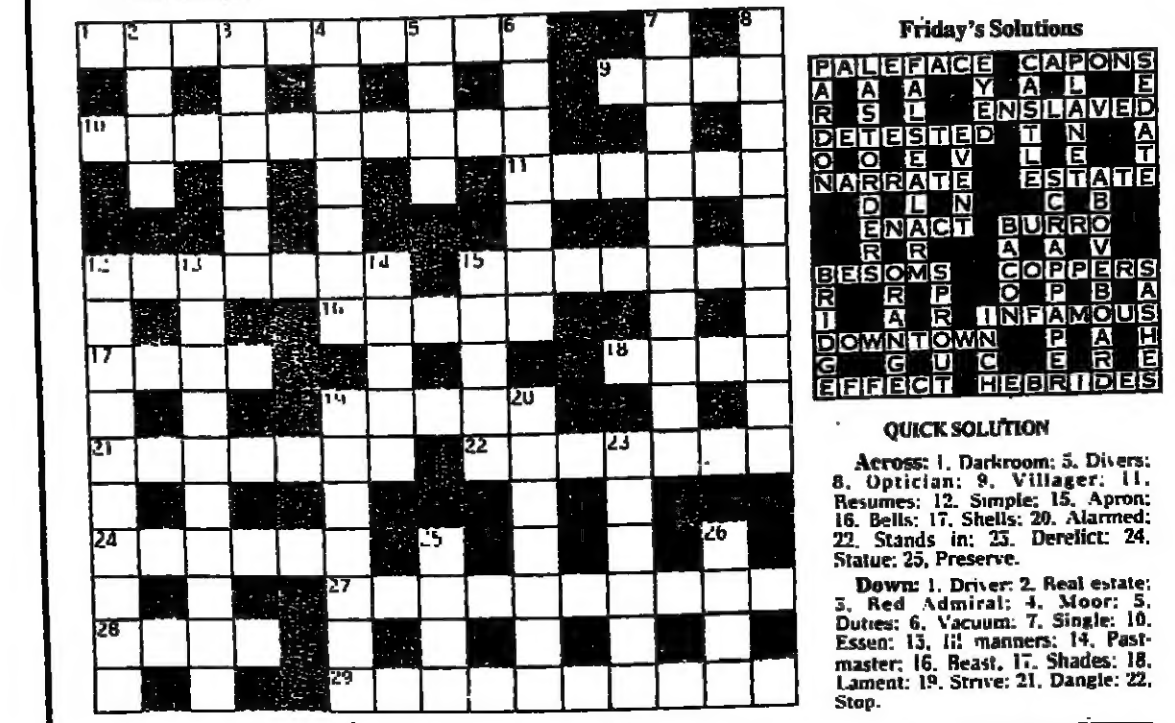 1 2 3 4 5 6 7 8
9
10
11
12 13 14 15
16
17 18
19 20
21 22 23
24 25 26
27
28
29
Friday's Solutions
PALEFACE CAPONS
A A A Y A L E
R S L ENSLAVED
DETESTED T N A
O O E V L E T
NARRATE ESTATE
D L N C B
ENACT BURRO
R R A A V
BESOMS COPPERS
R R P O P B A
I A R INFAMOUS
DOWNTOWN P A H
G G U C E R E
EFFECT HEBRIDES
QUICK SOLUTION
Across: 1. Darkroom; 5. Divers;
8. Optician; 9. Villager; 11.
Resumes; 12. Simple; 15. Apron;
16. Bells; 17. Shells; 20. Alarmed;
22. Stands in; 23. Derelict; 24.
Statue; 25, Preserve.
Down: 1. Driver; 2. Real estate;
3. Red Admiral; 4. Moor; 5.
Duties; 6. Vacuum; 7. Single; 10.
Essen; 13. Ill manners; 14. Past-
master; 16. Beast. 17. Shades; 18.
Lament; 19. Strive; 21. Dangle; 22.
Stop.